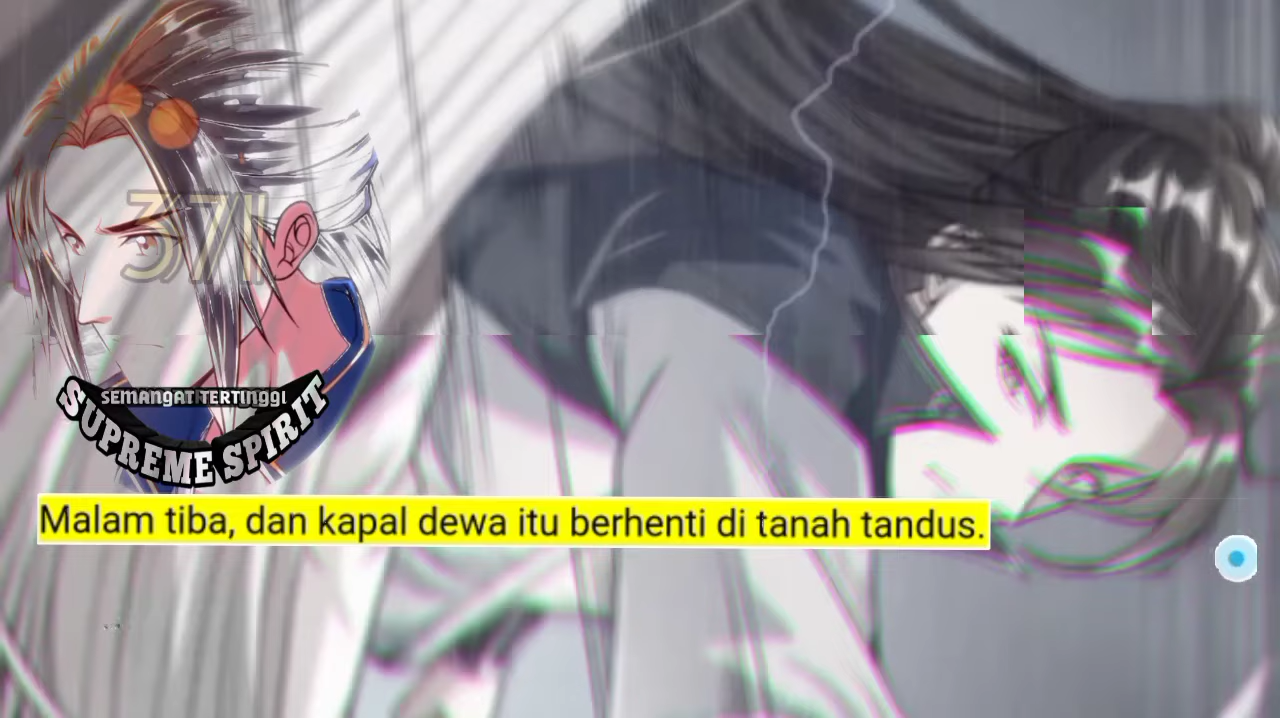 371
SEMANGAT TERTINGGI
SUPREME SPIRIT
Malam tiba, dan kapal dewa itu berhenti di tanah tandus.